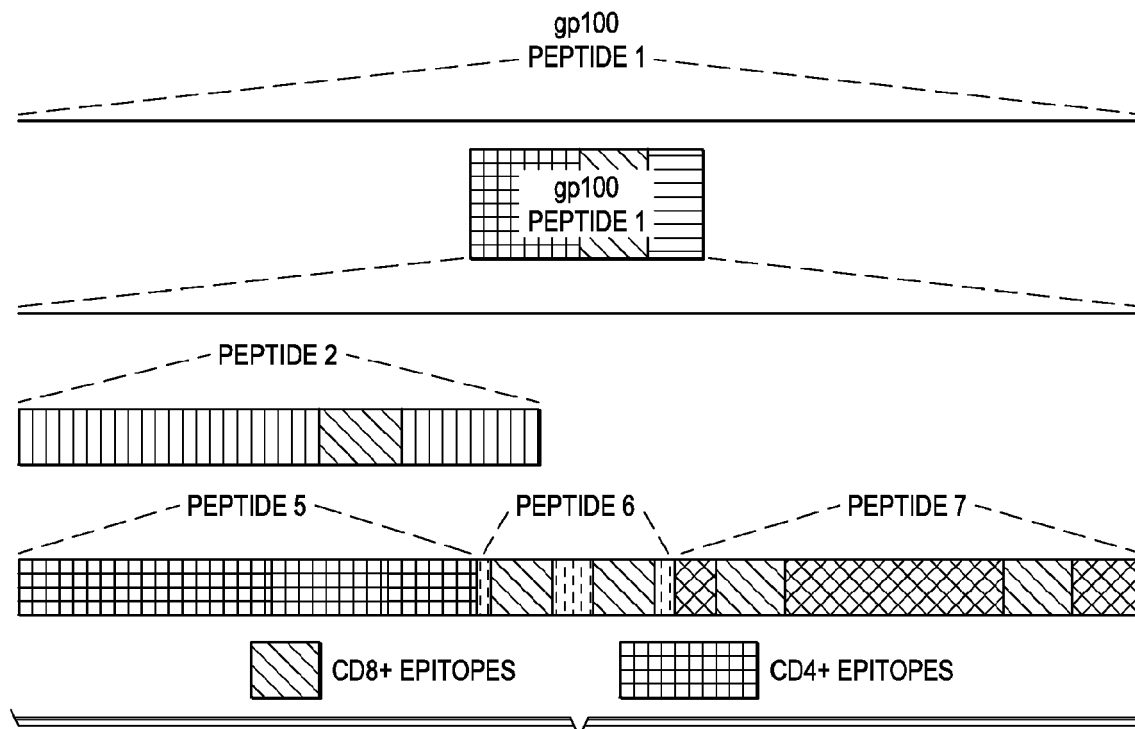 gp100
PEPTIDE 1
gp100
PEPTIDE 1
PEPTIDE 2
PEPTIDE 5 PEPTIDE 6 PEPTIDE 7
CD8+ EPITOPES CD4+ EPITOPES